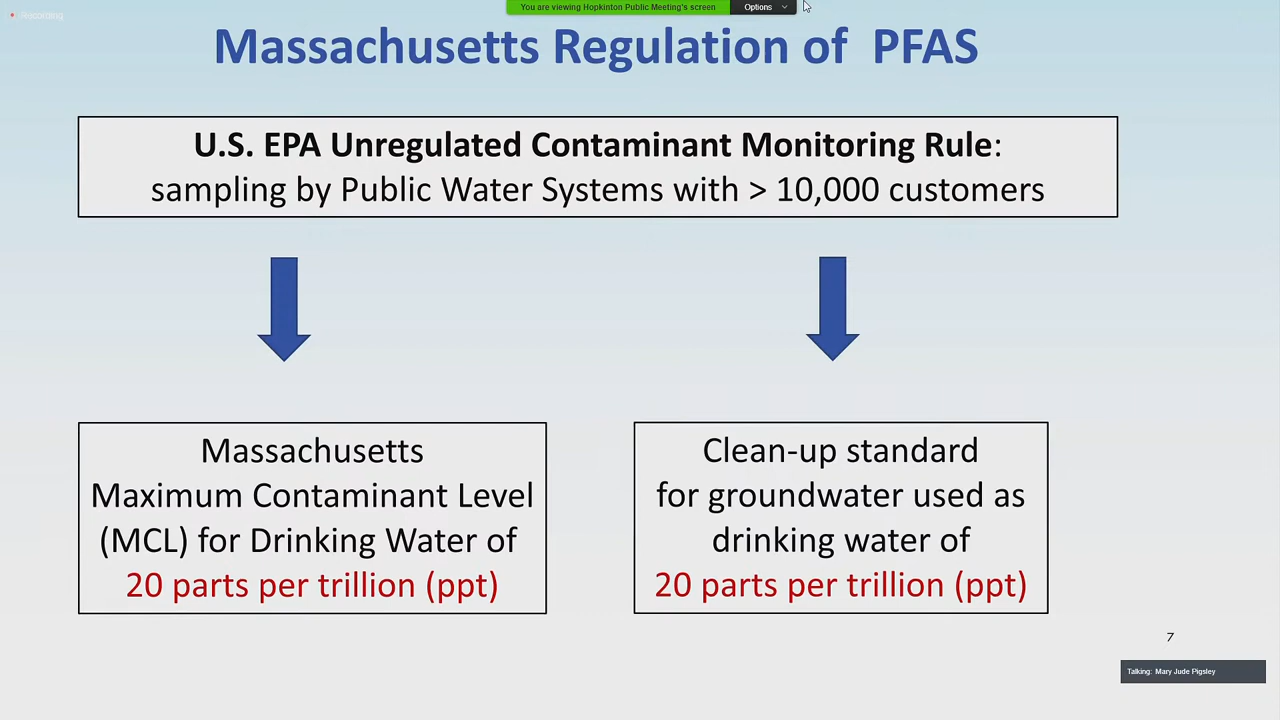 Recording
You are viewing Hopkinton Public Meeting's screen
Options
Massachusetts Regulation of PFAS
U.S. EPA Unregulated Contaminant Monitoring Rule:
sampling by Public Water Systems with > 10,000 customers
Massachusetts
Maximum Contaminant Level
(MCL) for Drinking Water of
20 parts per trillion (ppt)
Clean-up standard
for groundwater used as
drinking water of
20 parts per trillion (ppt)
7
Talking: Mary Jude Pigsley